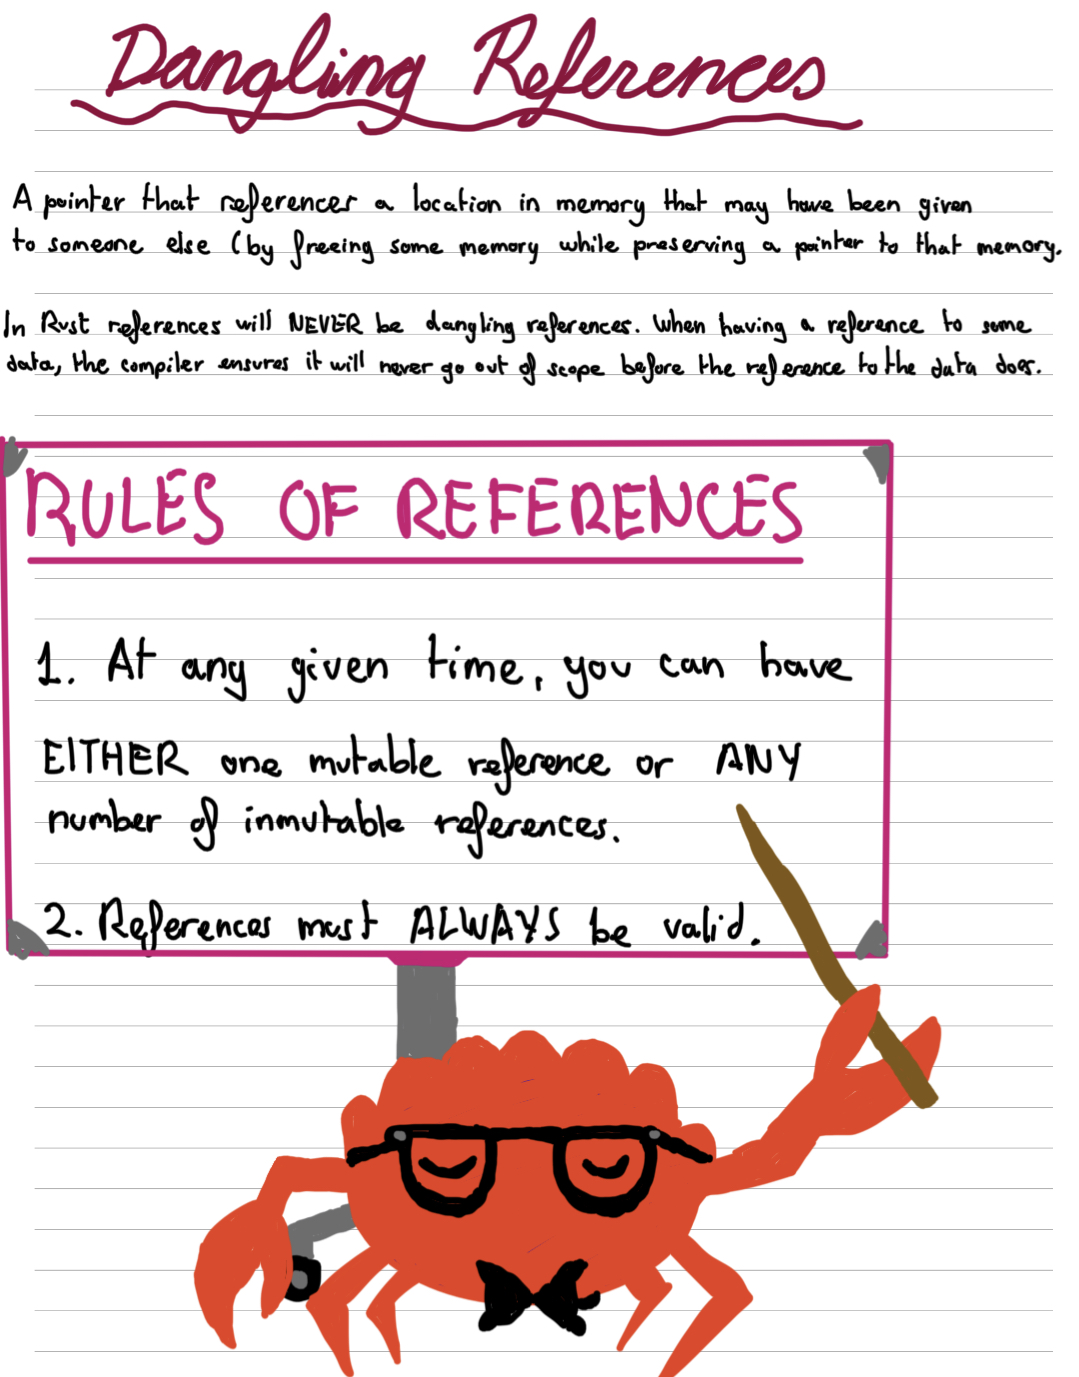 Dangling References
A pointer that references a location in memory that may have been given
to someone else (by freeing some memory while preserving a pointer to that memory.
In Rust references will NEVER be dangling references. When having a reference to some
data, the compiler ensures it will never go out of scope before the reference to the data does.
RULES OF REFERENCES
1. At any given time, you can have
EITHER one mutable reference or ANY
number of inmutable references.
2. References must ALWAYS be valid.